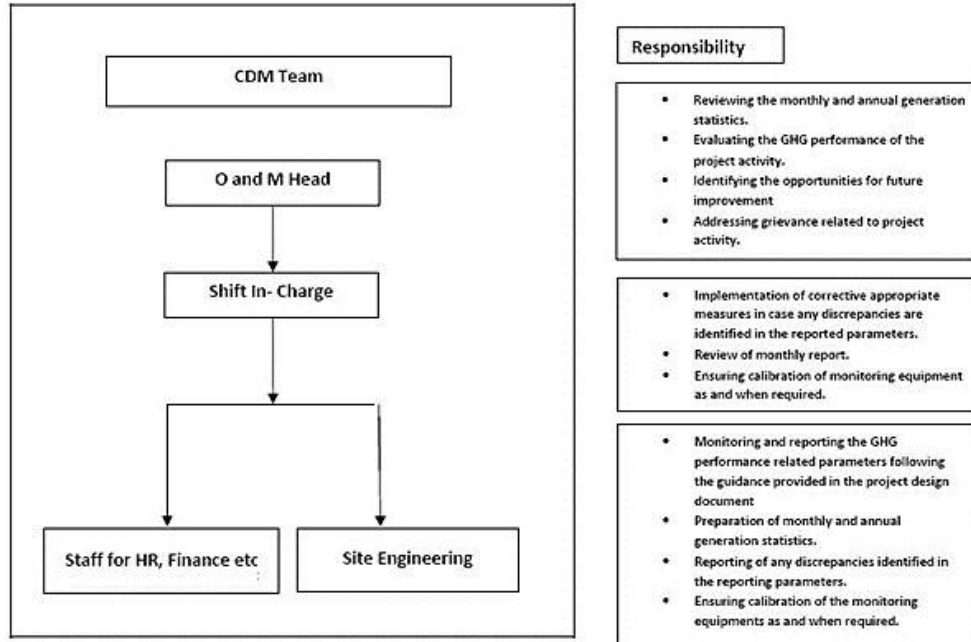 CDM Team
O and M Head
Shift In- Charge
Staff for HR, Finance etc
Site Engineering
Responsibility
• Reviewing the monthly and annual generation
statistics.
• Evaluating the GHG performance of the
project activity.
• Identifying the opportunities for future
improvement
• Addressing grievance related to project
activity.
• Implementation of corrective appropriate
measures in case any discrepancies are
identified in the reported parameters.
• Review of monthly report.
• Ensuring calibration of monitoring equipment
as and when required.
• Monitoring and reporting the GHG
performance related parameters following
the guidance provided in the project design
document
• Preparation of monthly and annual
generation statistics.
• Reporting of any discrepancies identified in
the reporting parameters.
• Ensuring calibration of the monitoring
equipments as and when required.